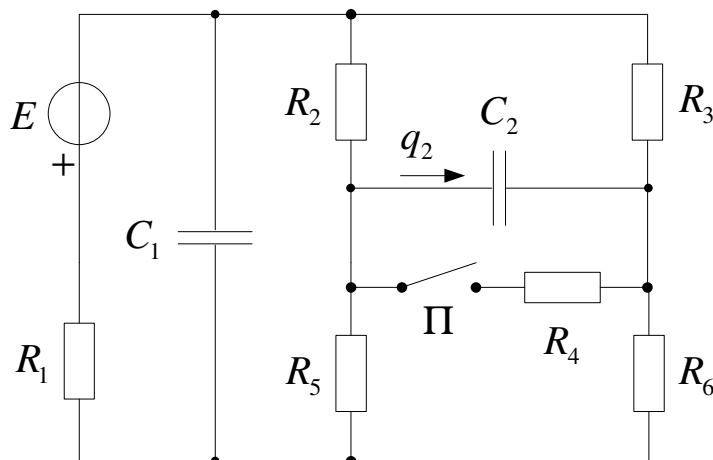 R₂
R₃
C₂
E
q₂
+
C₁
Π
R₁
R₄
R₅
R₆